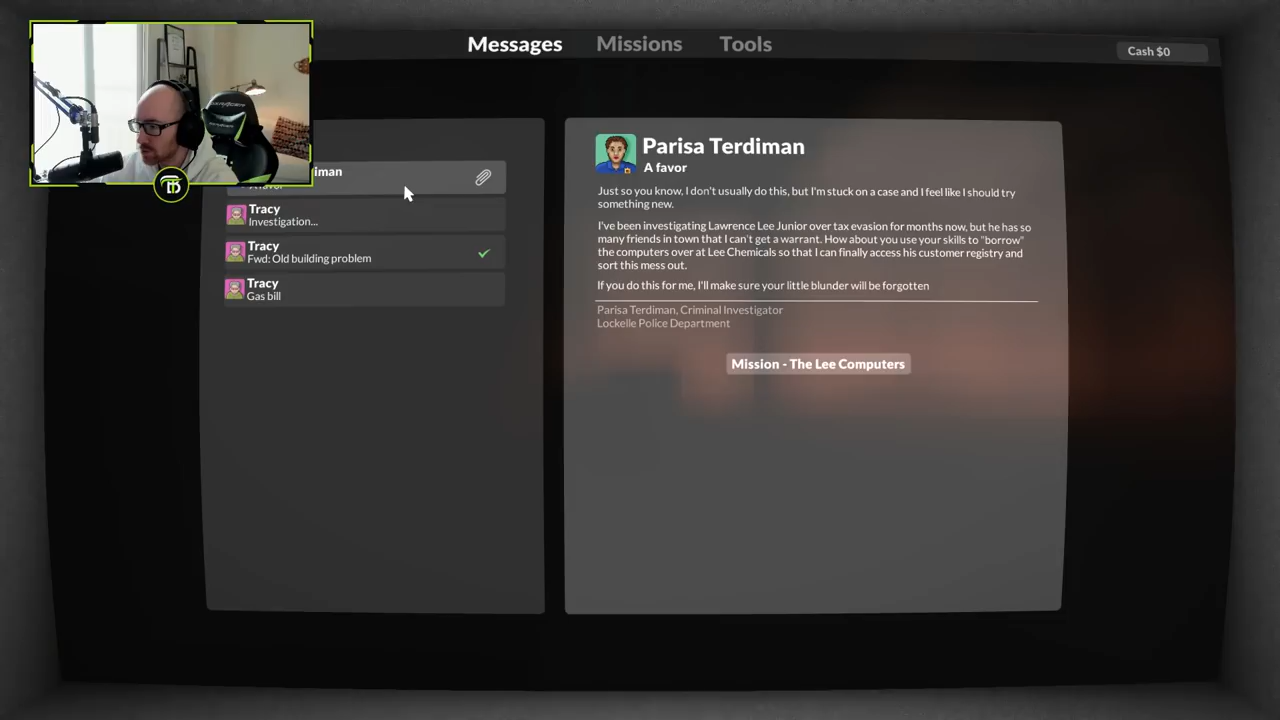 Messages
Missions
Tools
Cash $0
Tracy
Investigation...
Tracy
Fwd: Old building problem
Tracy
Gas bill
Parisa Terdiman
A favor
Just so you know, I don't usually do this, but I'm stuck on a case and I feel like I should try
something new.
I've been investigating Lawrence Lee Junior over tax evasion for months now, but he has so
many friends in town that I can't get a warrant. How about you use your skills to "borrow"
the computers over at Lee Chemicals so that I can finally access his customer registry and
sort this mess out.
If you do this for me, I'll make sure your little blunder will be forgotten
Parisa Terdiman, Criminal Investigator
Lockelle Police Department
Mission - The Lee Computers